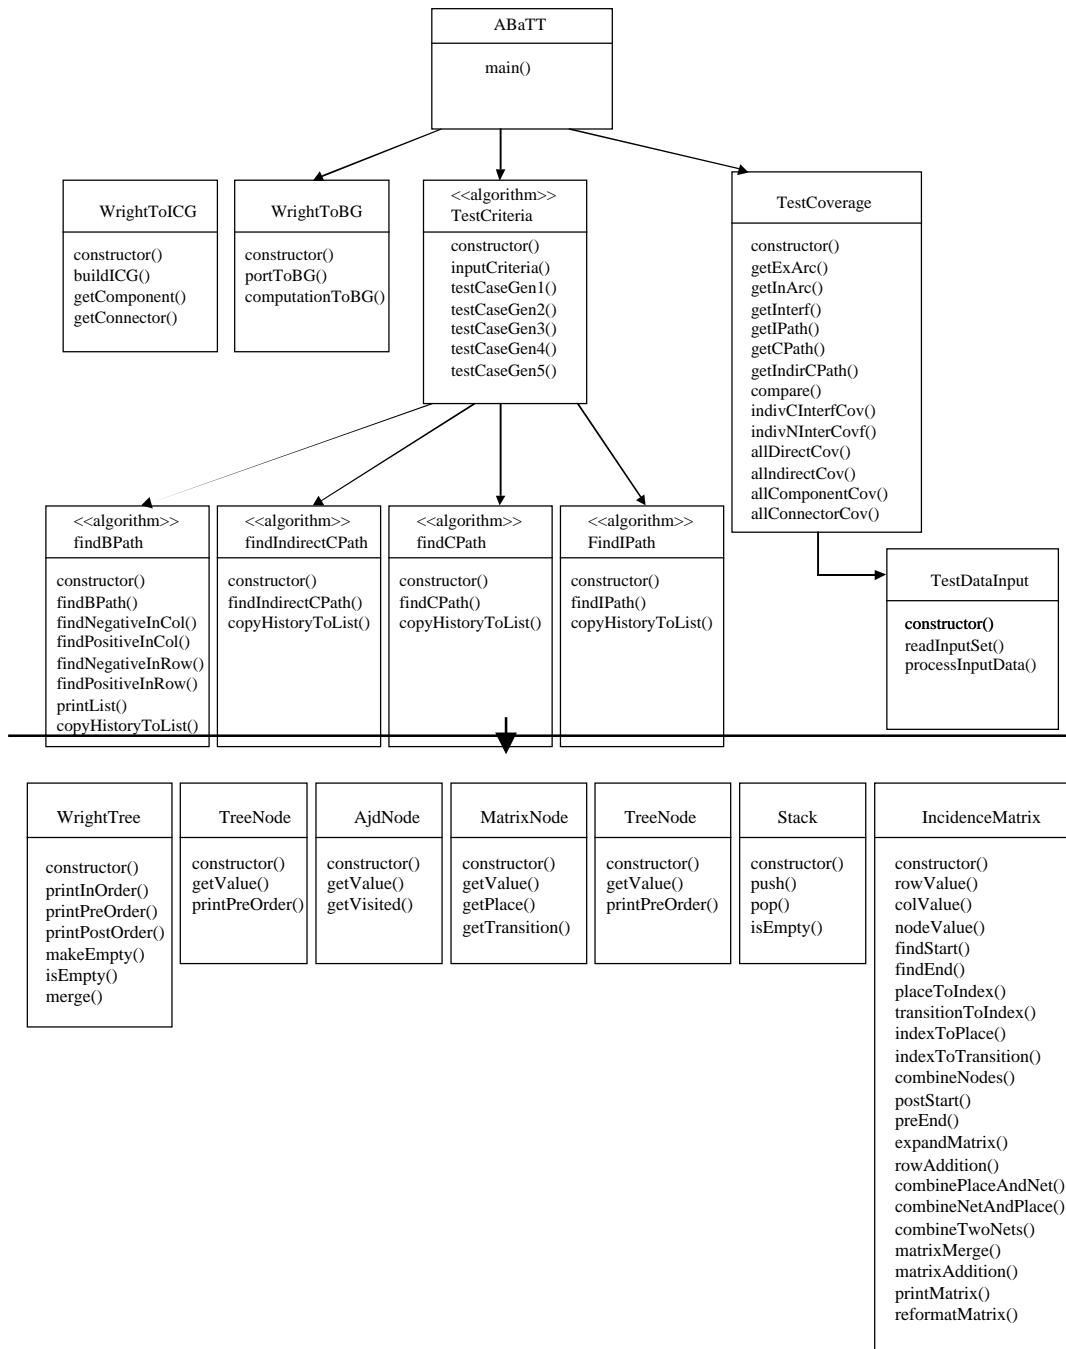 ABaTT
main()
WrightToICG
constructor()
buildICG()
getComponent()
getConnector()
WrightToBG
constructor()
portToBG()
computationToBG()
<<algorithm>>
TestCriteria
constructor()
inputCriteria()
testCaseGen1()
testCaseGen2()
testCaseGen3()
testCaseGen4()
testCaseGen5()
TestCoverage
constructor()
getExArc()
getInArc()
getInterf()
getIPath()
getCPath()
getIndirCPath()
compare()
indivCInterfCov()
indivNInterCovf()
allDirectCov()
allndirectCov()
allComponentCov()
allConnectorCov()
<<algorithm>>
findBPath
constructor()
findBPath()
findNegativeInCol()
findPositiveInCol()
findNegativeInRow()
findPositiveInRow()
printList()
copyHistoryToList()
<<algorithm>>
findIndirectCPath
constructor()
findIndirectCPath()
copyHistoryToList()
<<algorithm>>
findCPath
constructor()
findCPath()
copyHistoryToList()
<<algorithm>>
FindIPath
constructor()
findIPath()
copyHistoryToList()
TestDataInput
constructor()
readInputSet()
processInputData()
WrightTree
constructor()
printInOrder()
printPreOrder()
printPostOrder()
makeEmpty()
isEmpty()
merge()
TreeNode
constructor()
getValue()
printPreOrder()
AjdNode
constructor()
getValue()
getVisited()
MatrixNode
constructor()
getValue()
getPlace()
getTransition()
TreeNode
constructor()
getValue()
printPreOrder()
Stack
constructor()
push()
pop()
isEmpty()
IncidenceMatrix
constructor()
rowValue()
colValue()
nodeValue()
findStart()
findEnd()
placeToIndex()
transitionToIndex()
indexToPlace()
indexToTransition()
combineNodes()
postStart()
preEnd()
expandMatrix()
rowAddition()
combinePlaceAndNet()
combineNetAndPlace()
combineTwoNets()
matrixMerge()
matrixAddition()
printMatrix()
reformatMatrix()